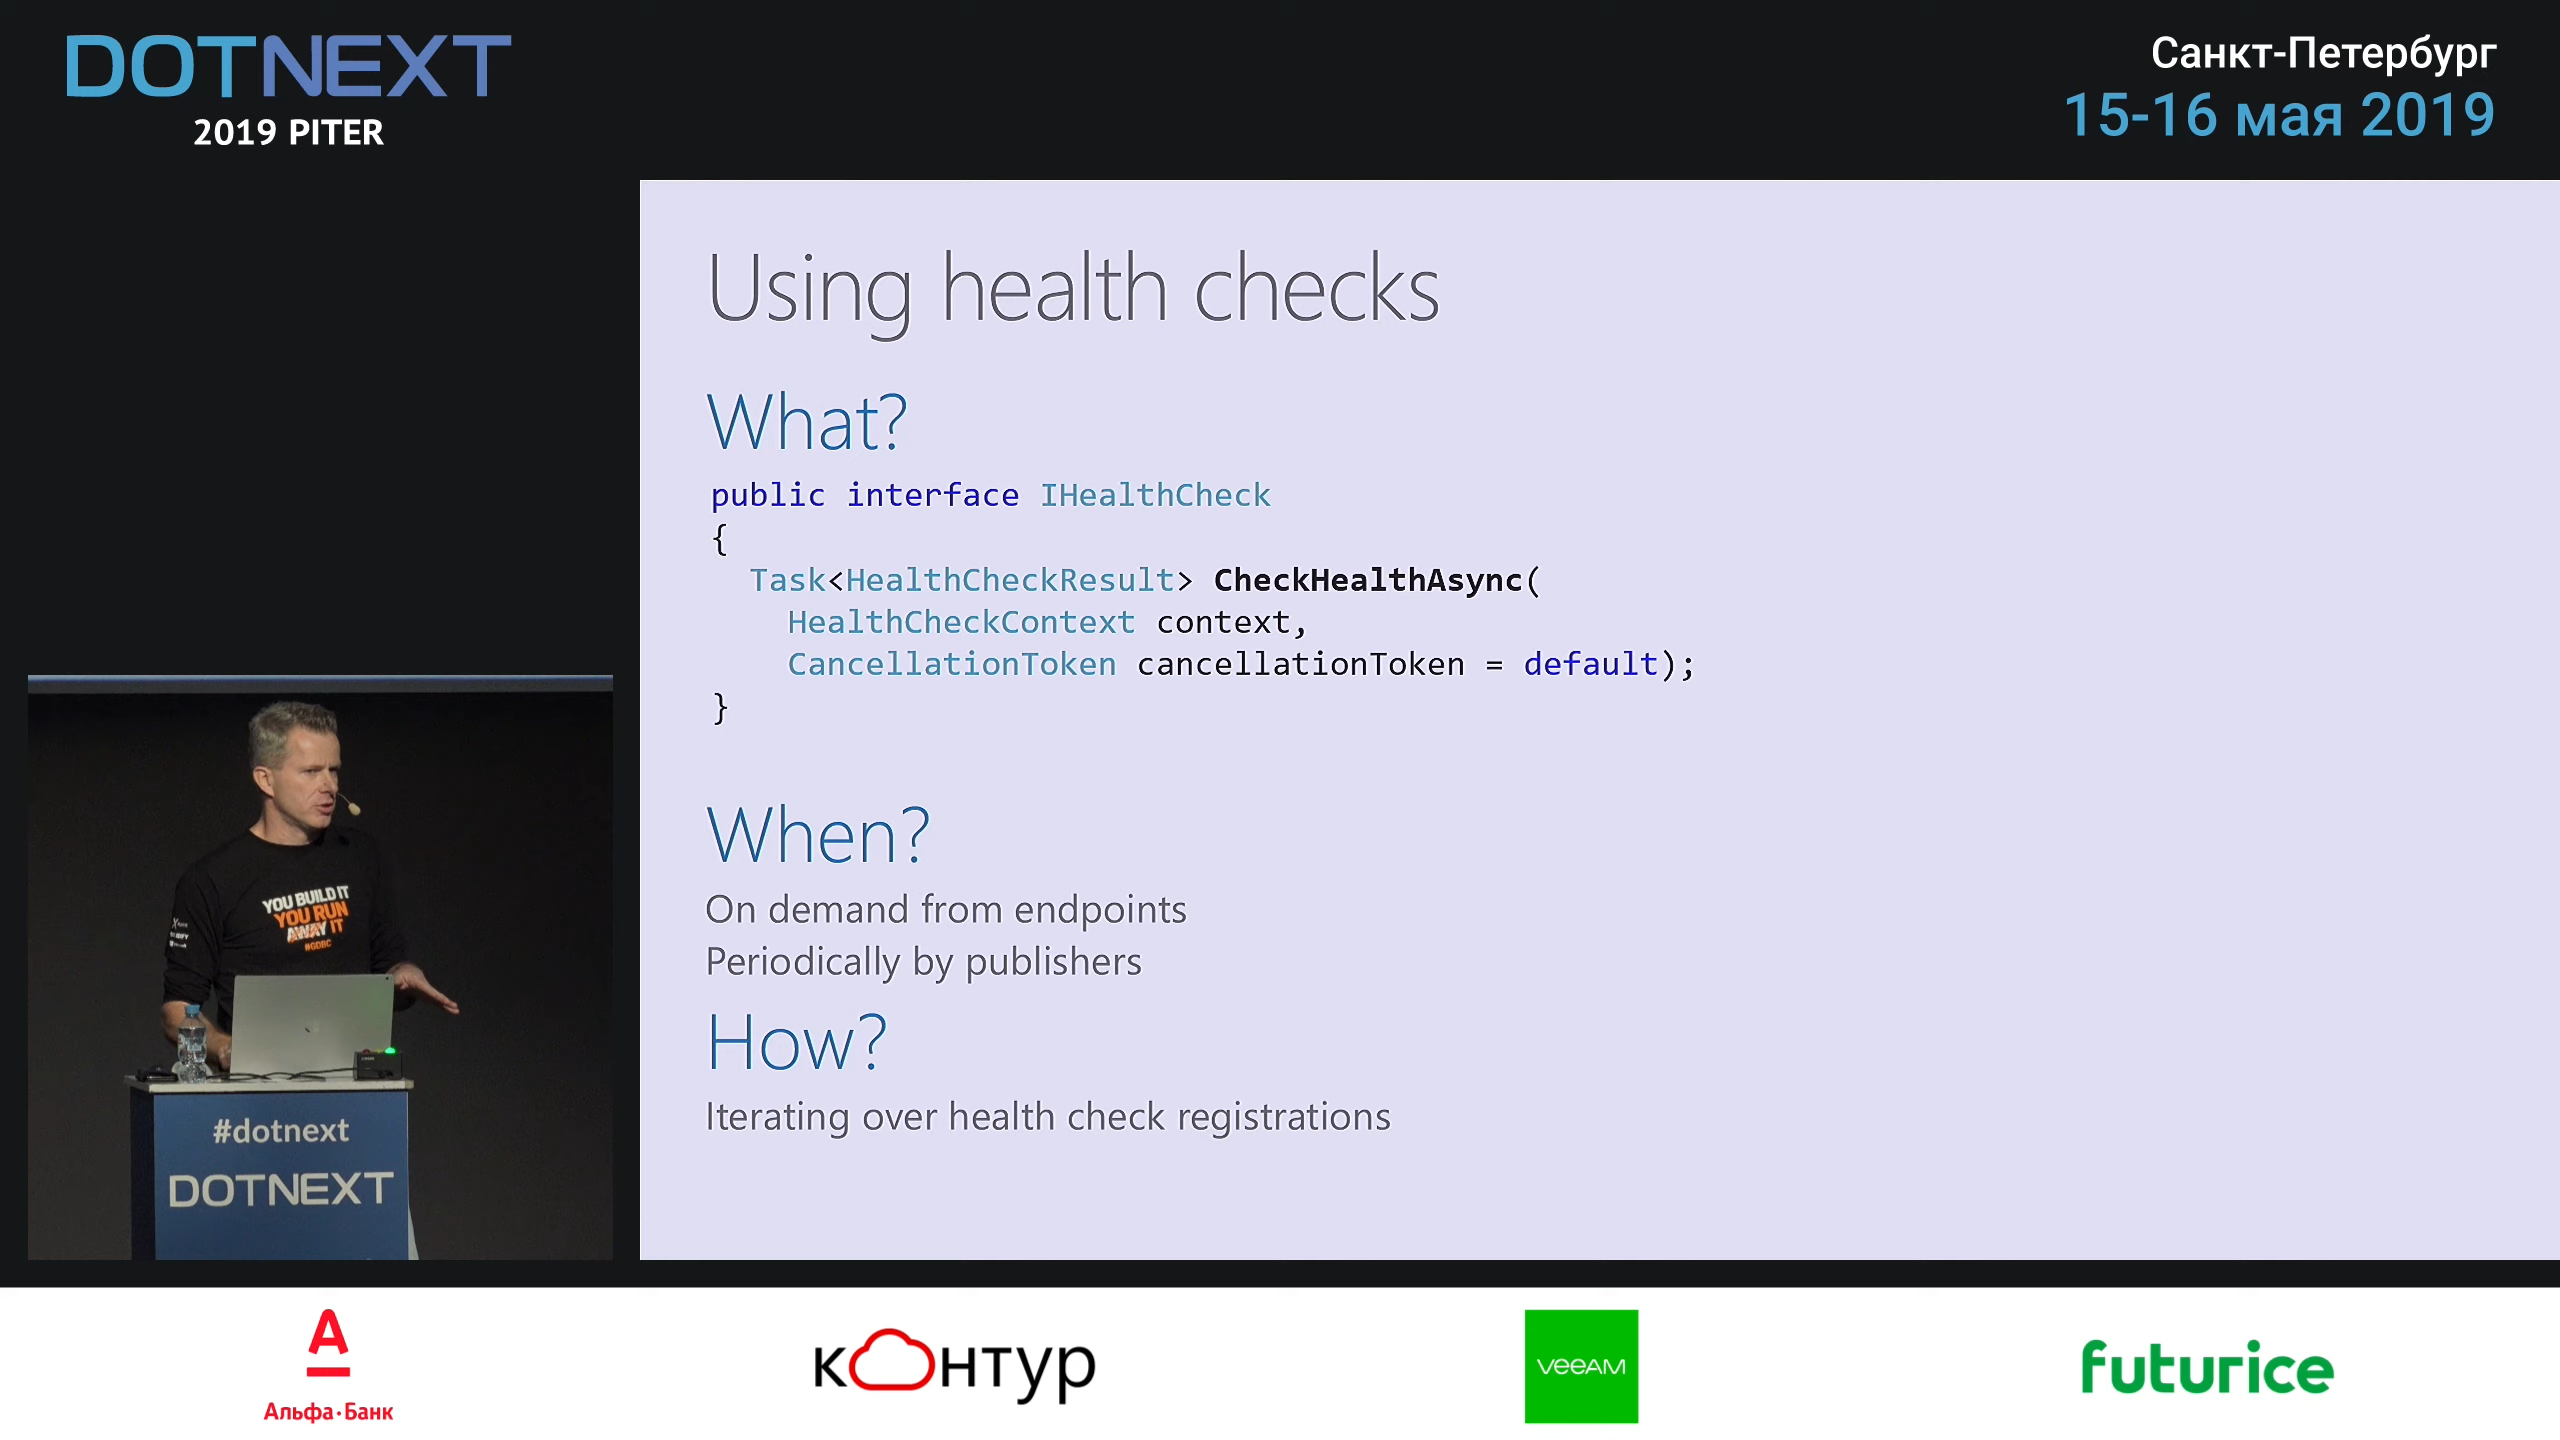 DOTNEXT
2019 PITER
Санкт-Петербург
15-16 мая 2019
Using health checks
What?
public interface IHealthCheck
{
Task<HealthCheckResult> CheckHealthAsync(
HealthCheckContext context,
CancellationToken cancellationToken = default);
}
When?
On demand from endpoints
Periodically by publishers
How?
Iterating over health check registrations
YOU BUILD IT
YOU RUN
AWAY IT
#GDBC
#dotnext
DOTNEXT
Альфа·Банк
контур
veeAM
futurice